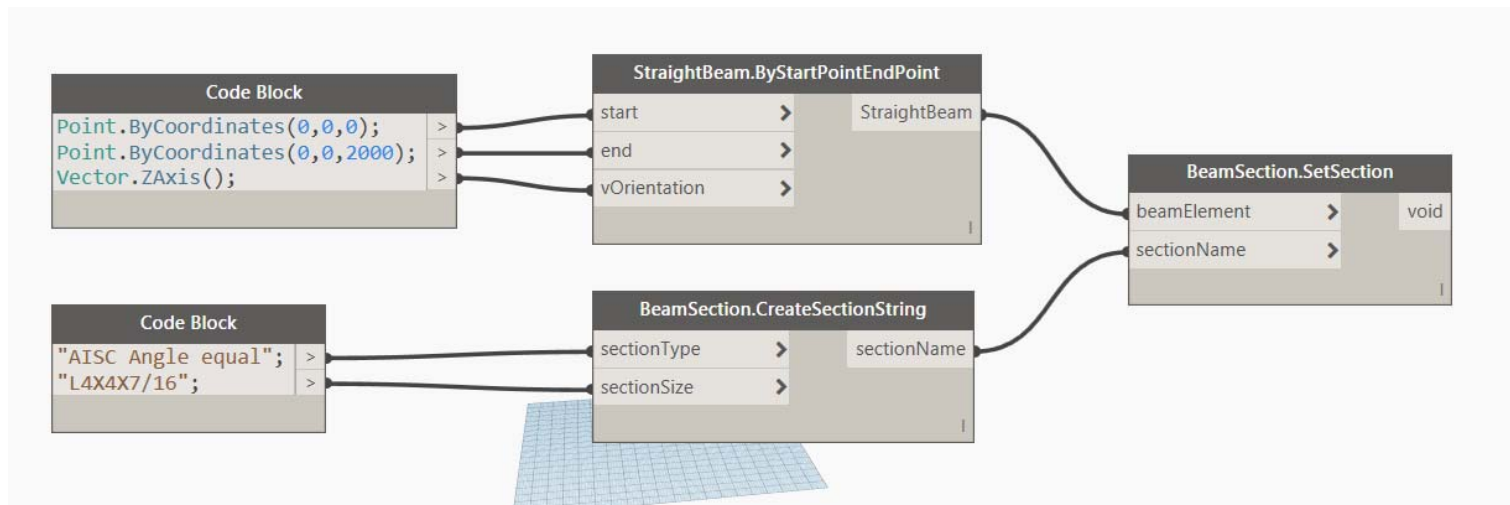 Code Block
Point.ByCoordinates(0,0,0); >
Point.ByCoordinates(0,0,2000); >
Vector.ZAxis(); >
StraightBeam.ByStartPointEndPoint
start > StraightBeam
end >
vOrientation >
l
BeamSection.SetSection
beamElement > void
sectionName >
l
Code Block
"AISC Angle equal"; >
"L4X4X7/16"; >
BeamSection.CreateSectionString
sectionType > sectionName
sectionSize >
l